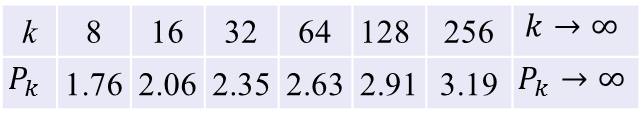 k 8 16 32 64 128 256 k → ∞
P_k 1.76 2.06 2.35 2.63 2.91 3.19 P_k → ∞